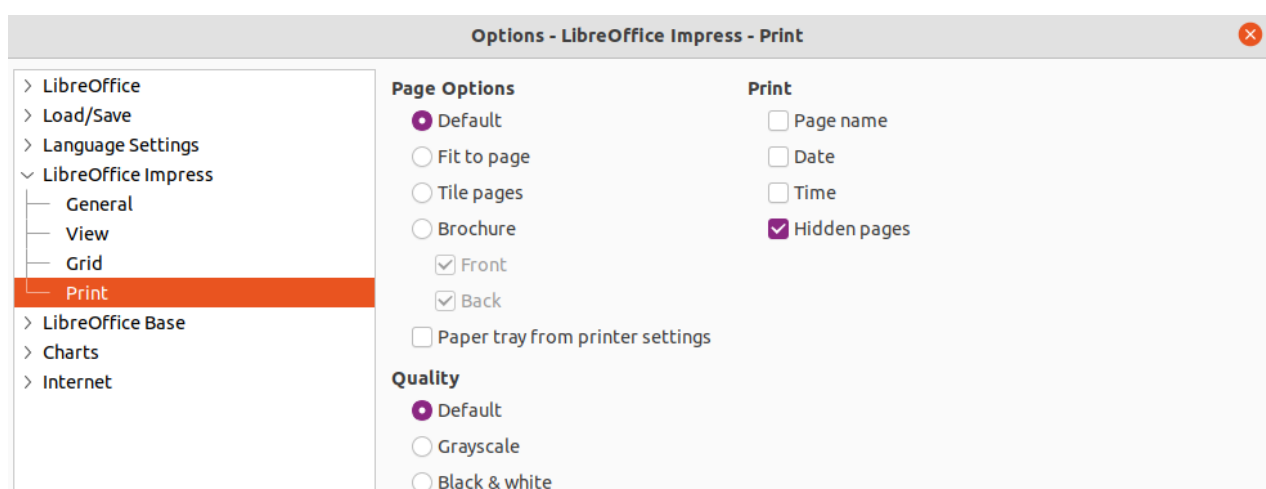 Options - LibreOffice Impress - Print
LibreOffice
Load/Save
Language Settings
LibreOffice Impress
General
View
Grid
Print
LibreOffice Base
Charts
Internet
Page Options
Default
Fit to page
Tile pages
Brochure
Front
Back
Paper tray from printer settings
Quality
Default
Grayscale
Black & white
Print
Page name
Date
Time
Hidden pages